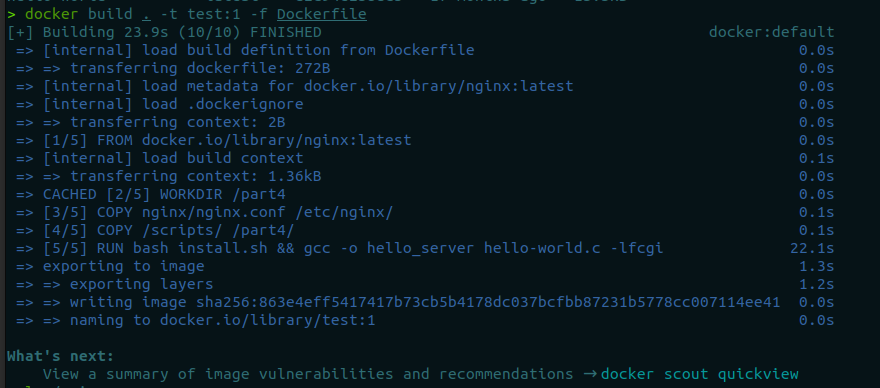 > docker build . -t test:1 -f Dockerfile
[+] Building 23.9s (10/10) FINISHED docker:default
=> [internal] load build definition from Dockerfile 0.0s
=> => transferring dockerfile: 272B 0.0s
=> [internal] load metadata for docker.io/library/nginx:latest 0.0s
=> [internal] load .dockerignore 0.0s
=> => transferring context: 2B 0.0s
=> [1/5] FROM docker.io/library/nginx:latest 0.0s
=> [internal] load build context 0.1s
=> => transferring context: 1.36kB 0.0s
=> CACHED [2/5] WORKDIR /part4 0.0s
=> [3/5] COPY nginx/nginx.conf /etc/nginx/ 0.1s
=> [4/5] COPY /scripts/ /part4/ 0.1s
=> [5/5] RUN bash install.sh && gcc -o hello_server hello-world.c -lfcgi 22.1s
=> exporting to image 1.3s
=> => exporting layers 1.2s
=> => writing image sha256:863e4eff5417417b73cb5b4178dc037bcfbb87231b5778cc007114ee41 0.0s
=> => naming to docker.io/library/test:1 0.0s
What's next:
View a summary of image vulnerabilities and recommendations → docker scout quickview